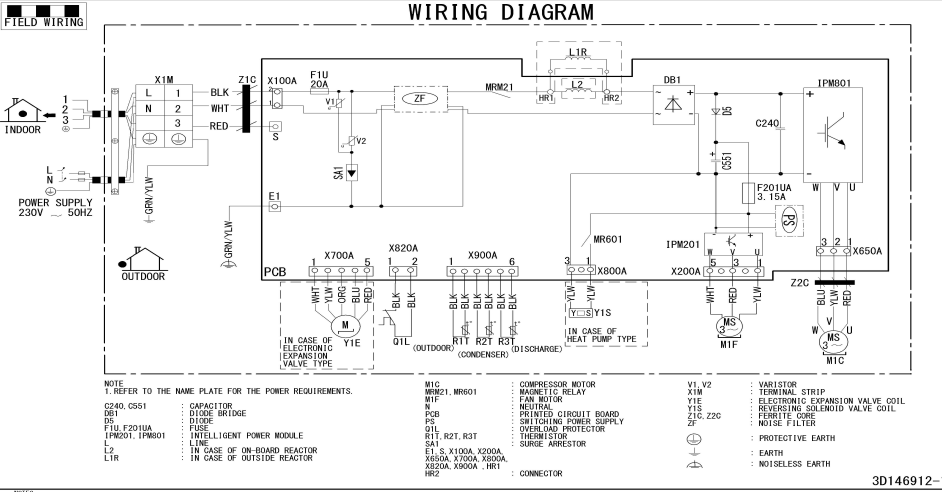 WIRING DIAGRAM
FIELD WIRING
X1M
Z1C
X100A
F1U
20A
L 1
N 2
3
BLK
WHT
RED
2
1
S
E1
V1
V2
SA1
ZF
MRM21
L1R
L2
HR1
HR2
DB1
D5
C240
C551
IPM801
W V U
F201UA
3.15A
PS
MR601
IPM201
W V U
1
2
3
INDOOR
L
N
POWER SUPPLY
230V ～ 50HZ
GRN/YLW
GRN/YLW
OUTDOOR
PCB
X700A
1 5
X820A
1 2
X900A
1 6
3 1
X800A
X200A
5 3 1
3 2 1
X650A
Z2C
WHT
YLW
ORG
BLU
RED
BLK
BLK
BLK
BLK
BLK
BLK
BLK
BLK
YLW
YLW
WHT
RED
YLW
BLU
YLW
RED
M
Y1E
IN CASE OF
ELECTRONIC
EXPANSION
VALVE TYPE
Q1L
R1T R2T R3T
(OUTDOOR)
(CONDENSER)
(DISCHARGE)
Y S Y1S
IN CASE OF
HEAT PUMP TYPE
MS
3～
M1F
W V U
MS
3～
M1C
NOTE
1. REFER TO THE NAME PLATE FOR THE POWER REQUIREMENTS.
C240, C551 : CAPACITOR
DB1 : DIODE BRIDGE
D5 : DIODE
F1U, F201UA : FUSE
IPM201, IPM801 : INTELLIGENT POWER MODULE
L : LINE
L2 : IN CASE OF ON-BOARD REACTOR
L1R : IN CASE OF OUTSIDE REACTOR
M1C : COMPRESSOR MOTOR
MRM21, MR601 : MAGNETIC RELAY
M1F : FAN MOTOR
N : NEUTRAL
PCB : PRINTED CIRCUIT BOARD
PS : SWITCHING POWER SUPPLY
Q1L : OVERLOAD PROTECTOR
R1T, R2T, R3T : THERMISTOR
SA1 : SURGE ARRESTOR
E1, S, X100A, X200A,
X650A, X700A, X800A,
X820A, X900A , HR1
HR2 : CONNECTOR
V1, V2 : VARISTOR
X1M : TERMINAL STRIP
Y1E : ELECTRONIC EXPANSION VALVE COIL
Y1S : REVERSING SOLENOID VALVE COIL
Z1C, Z2C : FERRITE CORE
ZF : NOISE FILTER
: PROTECTIVE EARTH
: EARTH
: NOISELESS EARTH
3D146912-